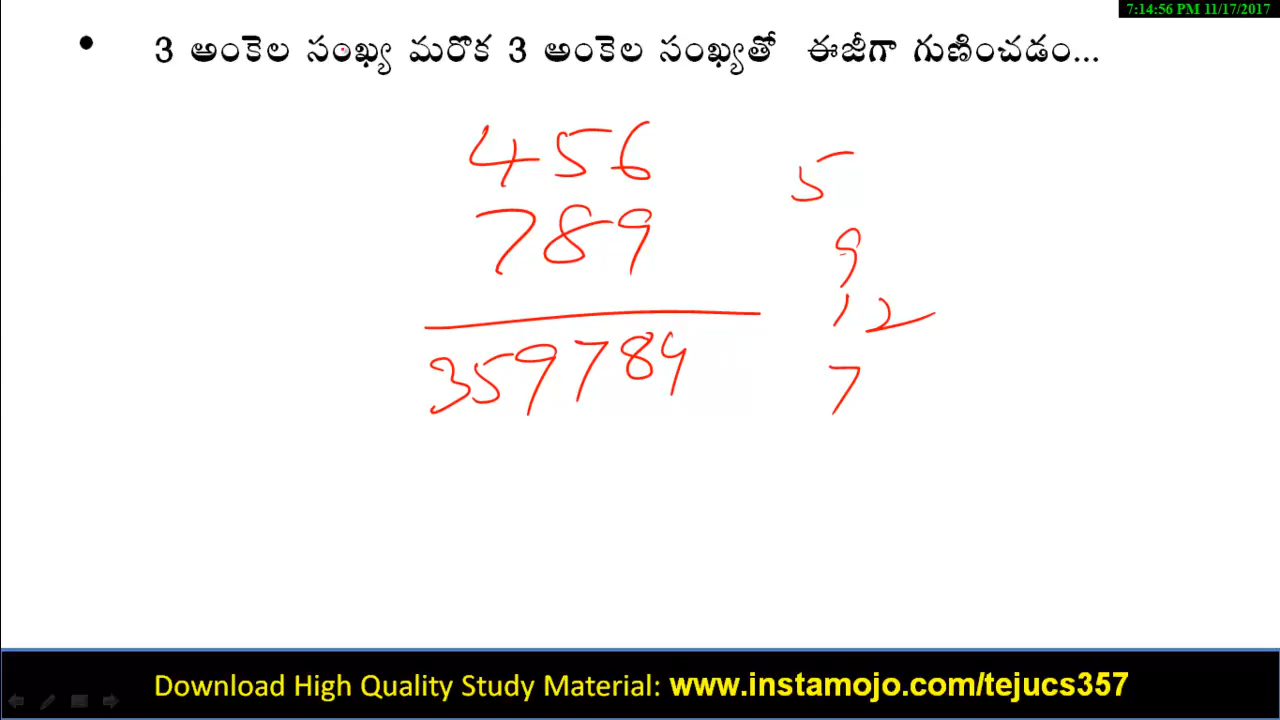 7:14:56 PM 11/17/2017
• 3 అంకెల సంఖ్య మరొక 3 అంకెల సంఖ్యతో ఈజీగా గుణించడం...
456
789
359784
5
9
12
7
Download High Quality Study Material: www.instamojo.com/tejucs357